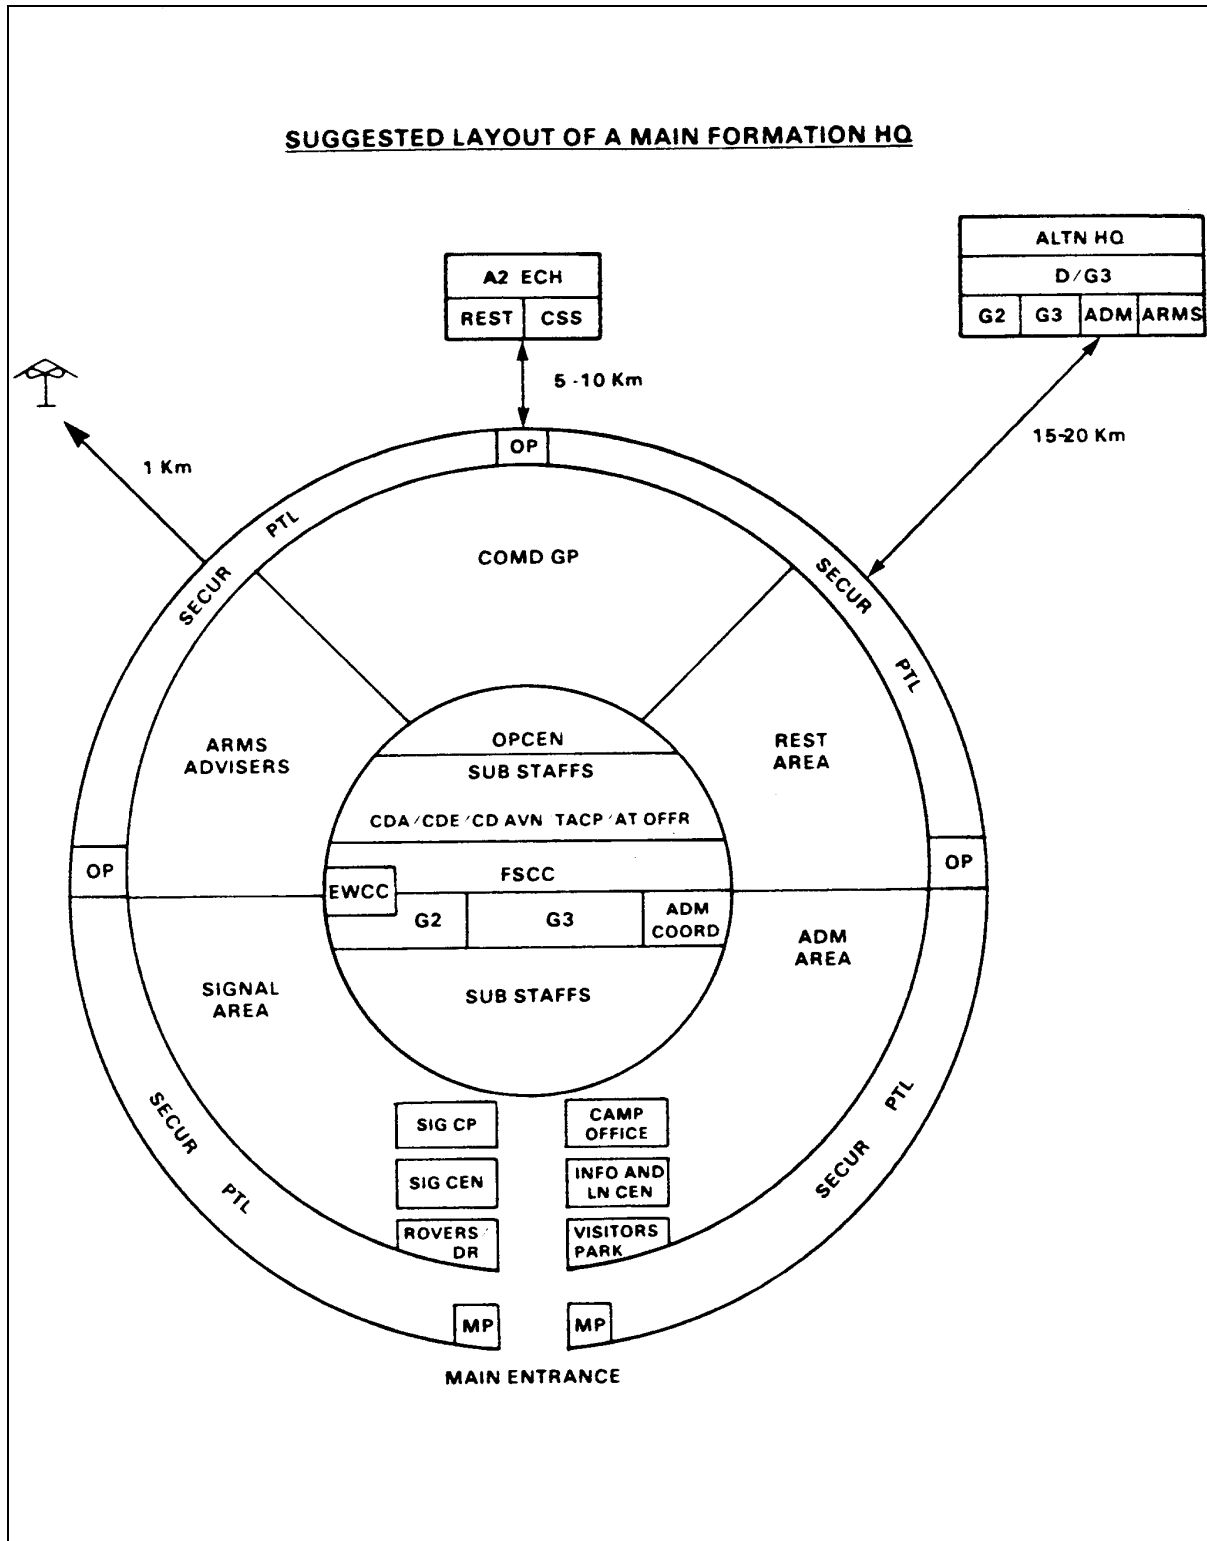 SUGGESTED LAYOUT OF A MAIN FORMATION HQ
ALTN HQ
D/G3
G2 G3 ADM ARMS
A2 ECH
REST CSS
5-10 Km
15-20 Km
1 Km
OP
SECUR PTL
SECUR PTL
COMD GP
ARMS
ADVISERS
REST
AREA
OPCEN
SUB STAFFS
CDA/CDE/CD AVN TACP/AT OFFR
OP
OP
FSCC
EWCC
G2
G3
ADM
COORD
SUB STAFFS
SIGNAL
AREA
ADM
AREA
SECUR PTL
SECUR PTL
SIG CP
CAMP
OFFICE
SIG CEN
INFO AND
LN CEN
ROVERS/
DR
VISITORS
PARK
MP
MP
MAIN ENTRANCE